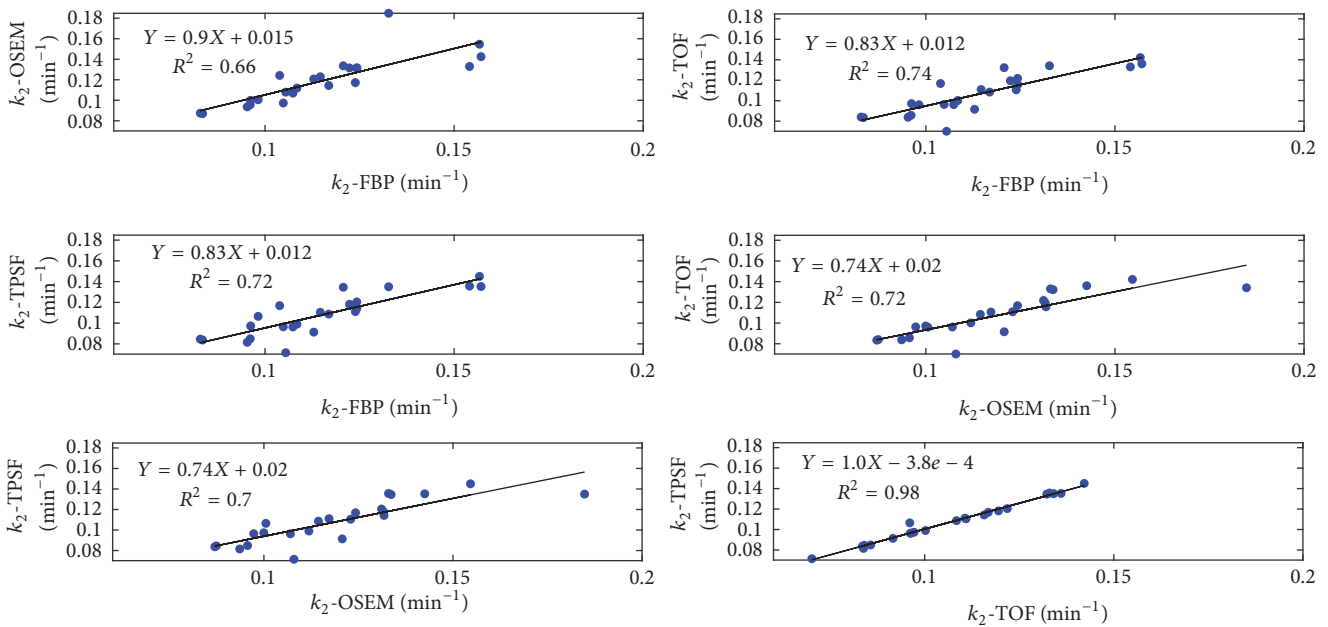 k₂-OSEM
(min⁻¹)
0.18
0.16
0.14
0.12
0.1
0.08
Y = 0.9X + 0.015
R² = 0.66
0.1
0.15
0.2
k₂-FBP (min⁻¹)
k₂-TOF
(min⁻¹)
0.18
0.16
0.14
0.12
0.1
0.08
Y = 0.83X + 0.012
R² = 0.74
0.1
0.15
0.2
k₂-FBP (min⁻¹)
k₂-TPSF
(min⁻¹)
0.18
0.16
0.14
0.12
0.1
0.08
Y = 0.83X + 0.012
R² = 0.72
0.1
0.15
0.2
k₂-FBP (min⁻¹)
k₂-TOF
(min⁻¹)
0.18
0.16
0.14
0.12
0.1
0.08
Y = 0.74X + 0.02
R² = 0.72
0.1
0.15
0.2
k₂-OSEM (min⁻¹)
k₂-TPSF
(min⁻¹)
0.18
0.16
0.14
0.12
0.1
0.08
Y = 0.74X + 0.02
R² = 0.7
0.1
0.15
0.2
k₂-OSEM (min⁻¹)
k₂-TPSF
(min⁻¹)
0.18
0.16
0.14
0.12
0.1
0.08
Y = 1.0X − 3.8e − 4
R² = 0.98
0.1
0.15
0.2
k₂-TOF (min⁻¹)